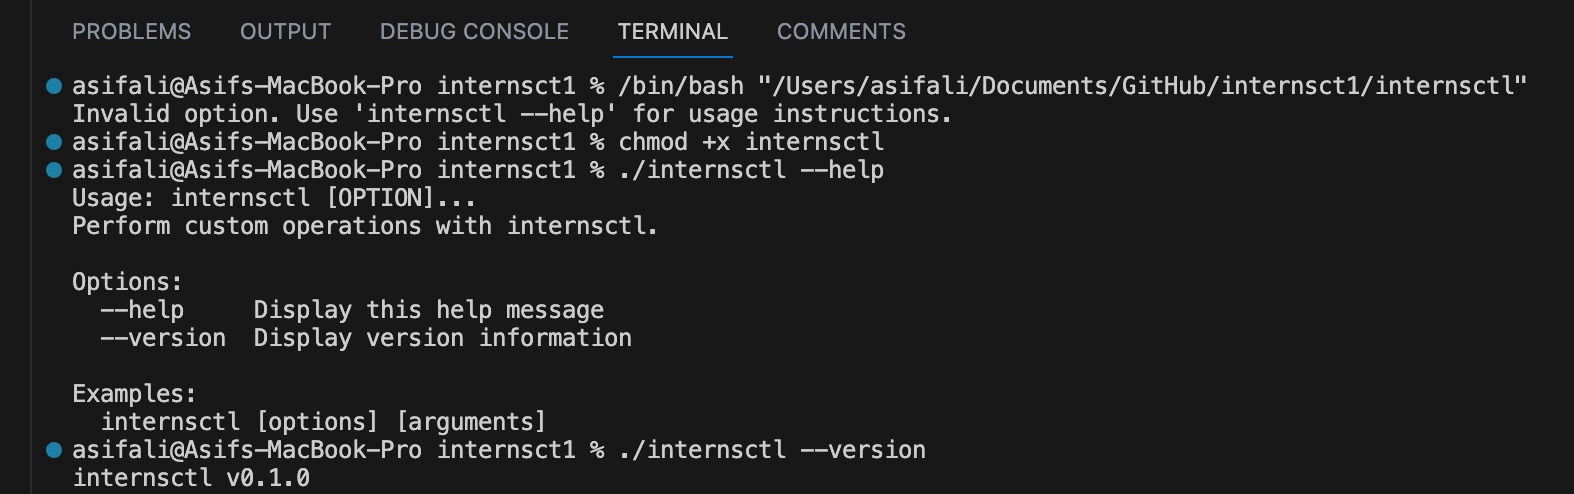 PROBLEMS OUTPUT DEBUG CONSOLE TERMINAL COMMENTS
asifali@Asifs-MacBook-Pro internsct1 % /bin/bash "/Users/asifali/Documents/GitHub/internsct1/internsctl"
Invalid option. Use 'internsctl --help' for usage instructions.
asifali@Asifs-MacBook-Pro internsct1 % chmod +x internsctl
asifali@Asifs-MacBook-Pro internsct1 % ./internsctl --help
Usage: internsctl [OPTION]...
Perform custom operations with internsctl.

Options:
  --help     Display this help message
  --version  Display version information

Examples:
  internsctl [options] [arguments]
asifali@Asifs-MacBook-Pro internsct1 % ./internsctl --version
internsctl v0.1.0